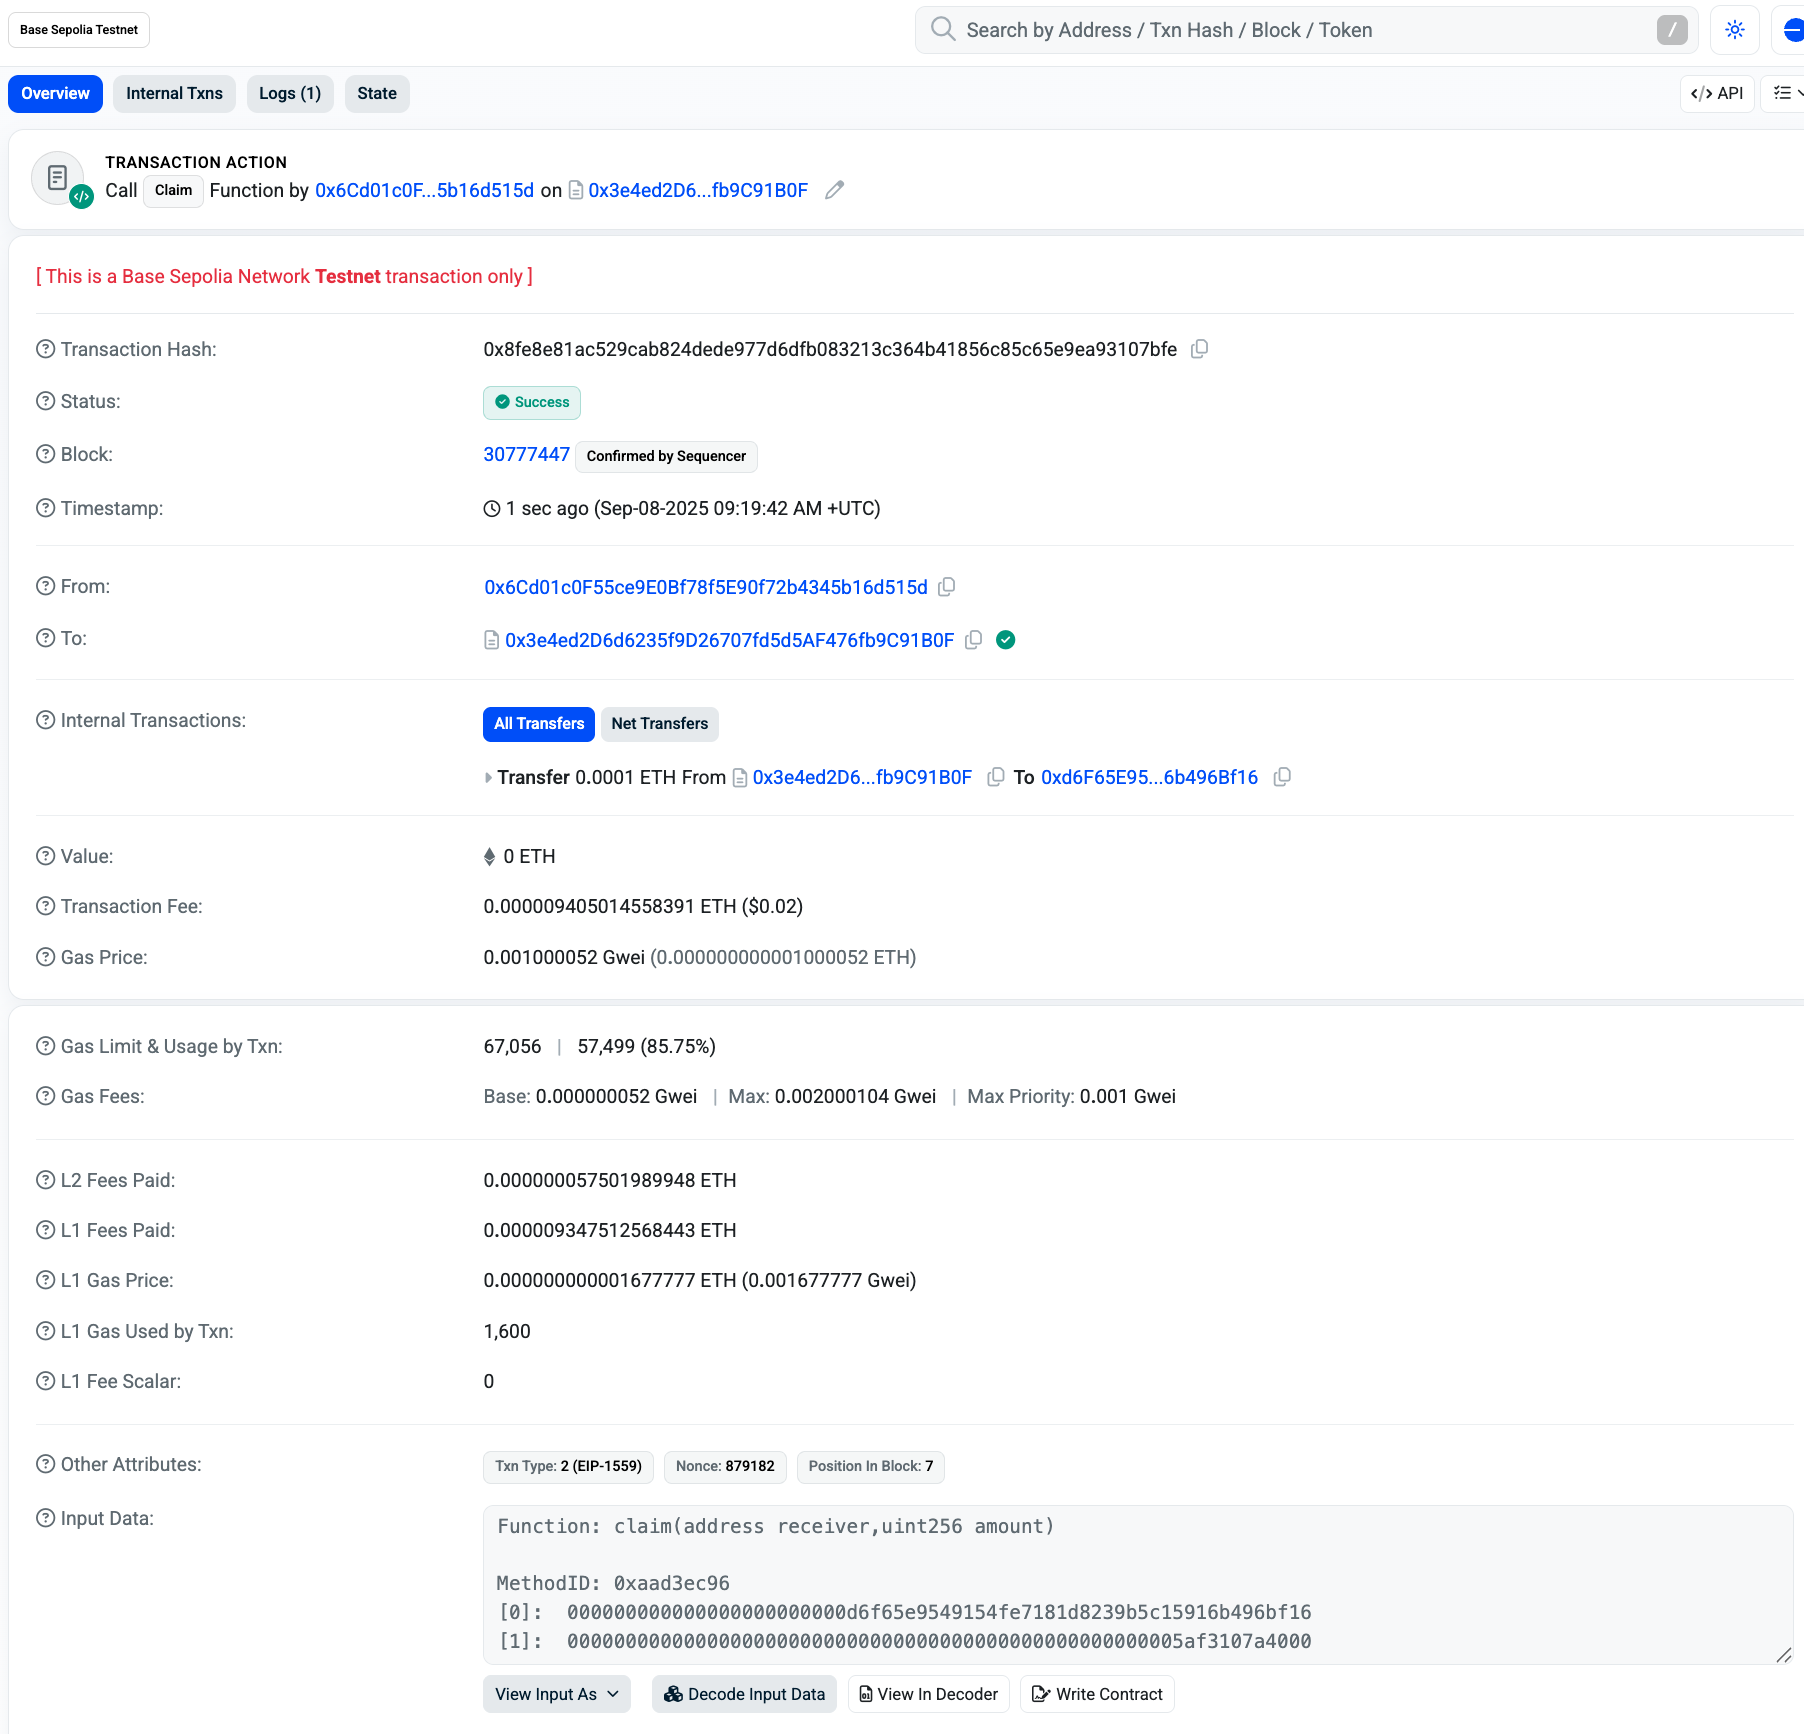 Base Sepolia Testnet
Search by Address / Txn Hash / Block / Token /
Overview Internal Txns Logs (1) State
</> API
TRANSACTION ACTION
Call Claim Function by 0x6Cd01c0F...5b16d515d on 0x3e4ed2D6...fb9C91B0F
[ This is a Base Sepolia Network Testnet transaction only ]
Transaction Hash: 0x8fe8e81ac529cab824dede977d6dfb083213c364b41856c85c65e9ea93107bfe
Status: Success
Block: 30777447 Confirmed by Sequencer
Timestamp: 1 sec ago (Sep-08-2025 09:19:42 AM +UTC)
From: 0x6Cd01c0F55ce9E0Bf78f5E90f72b4345b16d515d
To: 0x3e4ed2D6d6235f9D26707fd5d5AF476fb9C91B0F
Internal Transactions: All Transfers Net Transfers
Transfer 0.0001 ETH From 0x3e4ed2D6...fb9C91B0F To 0xd6F65E95...6b496Bf16
Value: 0 ETH
Transaction Fee: 0.000009405014558391 ETH ($0.02)
Gas Price: 0.001000052 Gwei (0.000000000001000052 ETH)
Gas Limit & Usage by Txn: 67,056 | 57,499 (85.75%)
Gas Fees: Base: 0.000000052 Gwei | Max: 0.002000104 Gwei | Max Priority: 0.001 Gwei
L2 Fees Paid: 0.000000057501989948 ETH
L1 Fees Paid: 0.000009347512568443 ETH
L1 Gas Price: 0.000000000001677777 ETH (0.001677777 Gwei)
L1 Gas Used by Txn: 1,600
L1 Fee Scalar: 0
Other Attributes: Txn Type: 2 (EIP-1559) Nonce: 879182 Position In Block: 7
Input Data: Function: claim(address receiver,uint256 amount)
MethodID: 0xaad3ec96
[0]: 000000000000000000000000d6f65e9549154fe7181d8239b5c15916b496bf16
[1]: 00000000000000000000000000000000000000000000000000005af3107a4000
View Input As Decode Input Data View In Decoder Write Contract